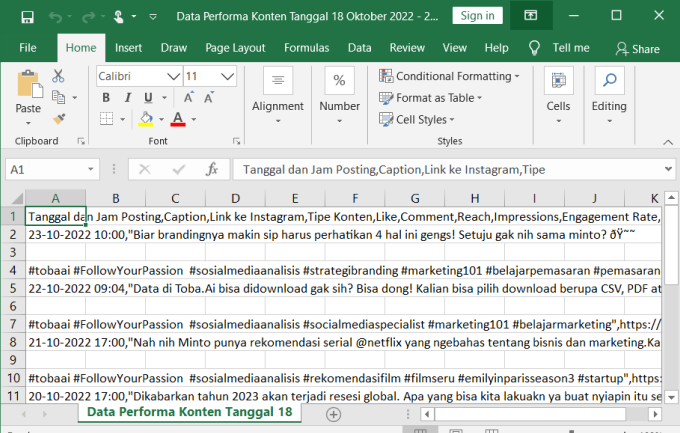 Data Performa Konten Tanggal 18 Oktober 2022 - 2...
Sign in
File Home Insert Draw Page Layout Formulas Data Review View Help Tell me Share
Paste
Clipboard
Calibri 11
B I U A A
A
Font
Alignment
%
Number
Conditional Formatting
Format as Table
Cell Styles
Styles
Cells
Editing
A1 fx Tanggal dan Jam Posting,Caption,Link ke Instagram,Tipe
A B C D E F G H I J K
1 Tanggal dan Jam Posting,Caption,Link ke Instagram,Tipe Konten,Like,Comment,Reach,Impressions,Engagement Rate,
2 23-10-2022 10:00,"Biar brandingnya makin sip harus perhatikan 4 hal ini gengs! Setuju gak nih sama minto? ðŸ˜˜
3
4 #tobaai #FollowYourPassion #sosialmediaanalisis #strategibranding #marketing101 #belajarpemasaran #pemasaran
5 22-10-2022 09:04,"Data di Toba.Ai bisa didownload gak sih? Bisa dong! Kalian bisa pilih download berupa CSV, PDF at
6
7 #tobaai #FollowYourPassion #sosialmediaanalisis #socialmediaspecialist #marketing101 #belajarmarketing",https://
8 21-10-2022 17:00,"Nah nih Minto punya rekomendasi serial @netflix yang ngebahas tentang bisnis dan marketing.Ka
9
10 #tobaai #FollowYourPassion #sosialmediaanalisis #rekomendasifilm #filmseru #emilyinparisseason3 #startup",https:
11 20-10-2022 17:00,"Dikabarkan tahun 2023 akan terjadi resesi global. Apa yang bisa kita lakuakn ya buat nyiapin itu se
Data Performa Konten Tanggal 18